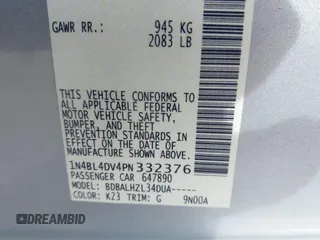 GAWR RR.: 945 KG
2083 LB
THIS VEHICLE CONFORMS TO ALL
APPLICABLE FEDERAL
MOTOR VEHICLE SAFETY,
BUMPER, AND THEFT
PREVENTION STANDARDS IN
EFFECT ON THE DATE OF
MANUFACTURE SHOWN ABOVE.
1N4BL4DV4PN332376
PASSENGER CAR 647890
MODEL: BDBALHZL34DUA-----
COLOR: K23 TRIM: G 9N00A
AUTOBIDCAR